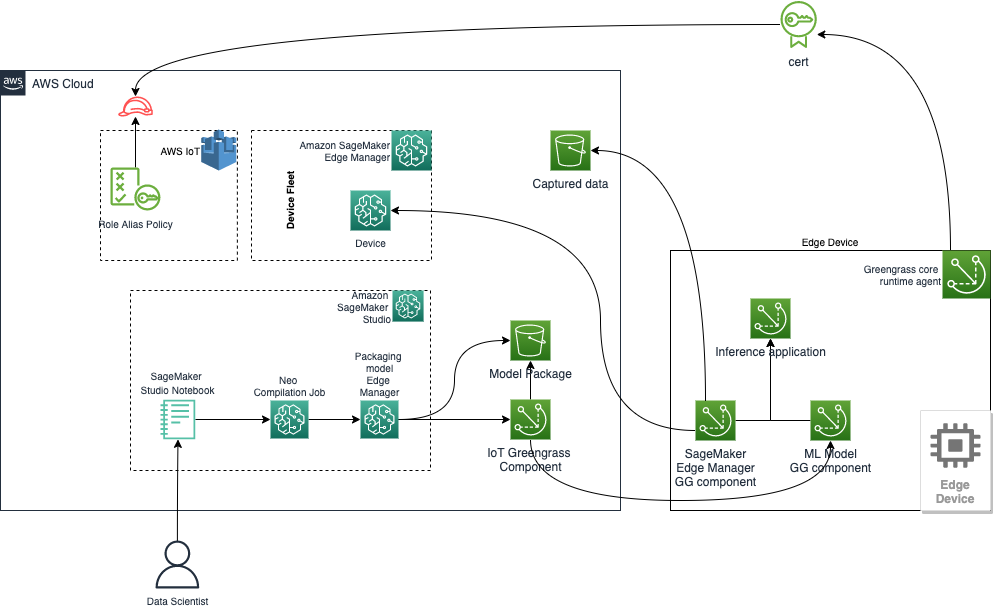 cert
aws
AWS Cloud
AWS IoT
Role Alias Policy
Amazon SageMaker
Edge Manager
Device Fleet
Device
Captured data
Edge Device
Greengrass core
runtime agent
Inference application
Amazon
SageMaker
Studio
SageMaker
Studio Notebook
Neo
Compilation Job
Packaging
model
Edge
Manager
Model Package
IoT Greengrass
Component
SageMaker
Edge Manager
GG component
ML Model
GG component
Edge
Device
Data Scientist